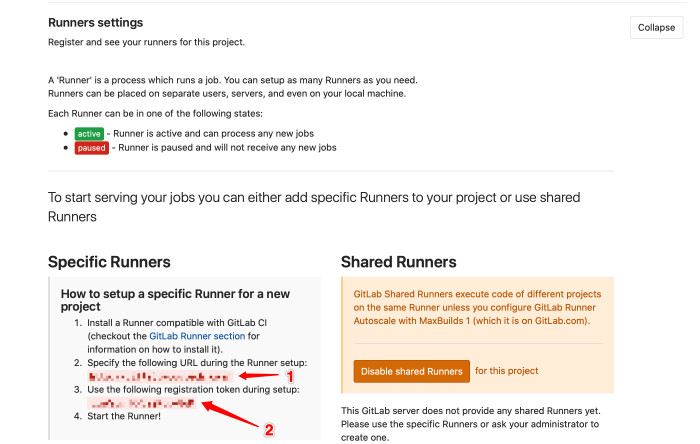 Runners settings
Collapse
Register and see your runners for this project.
A 'Runner' is a process which runs a job. You can setup as many Runners as you need.
Runners can be placed on separate users, servers, and even on your local machine.
Each Runner can be in one of the following states:
• active - Runner is active and can process any new jobs
• paused - Runner is paused and will not receive any new jobs
To start serving your jobs you can either add specific Runners to your project or use shared
Runners
Specific Runners
How to setup a specific Runner for a new
project
1. Install a Runner compatible with GitLab CI
(checkout the GitLab Runner section for
information on how to install it).
2. Specify the following URL during the Runner setup:
1
3. Use the following registration token during setup:
2
4. Start the Runner!
Shared Runners
GitLab Shared Runners execute code of different projects
on the same Runner unless you configure GitLab Runner
Autoscale with MaxBuilds 1 (which it is on GitLab.com).
Disable shared Runners for this project
This GitLab server does not provide any shared Runners yet.
Please use the specific Runners or ask your administrator to
create one.